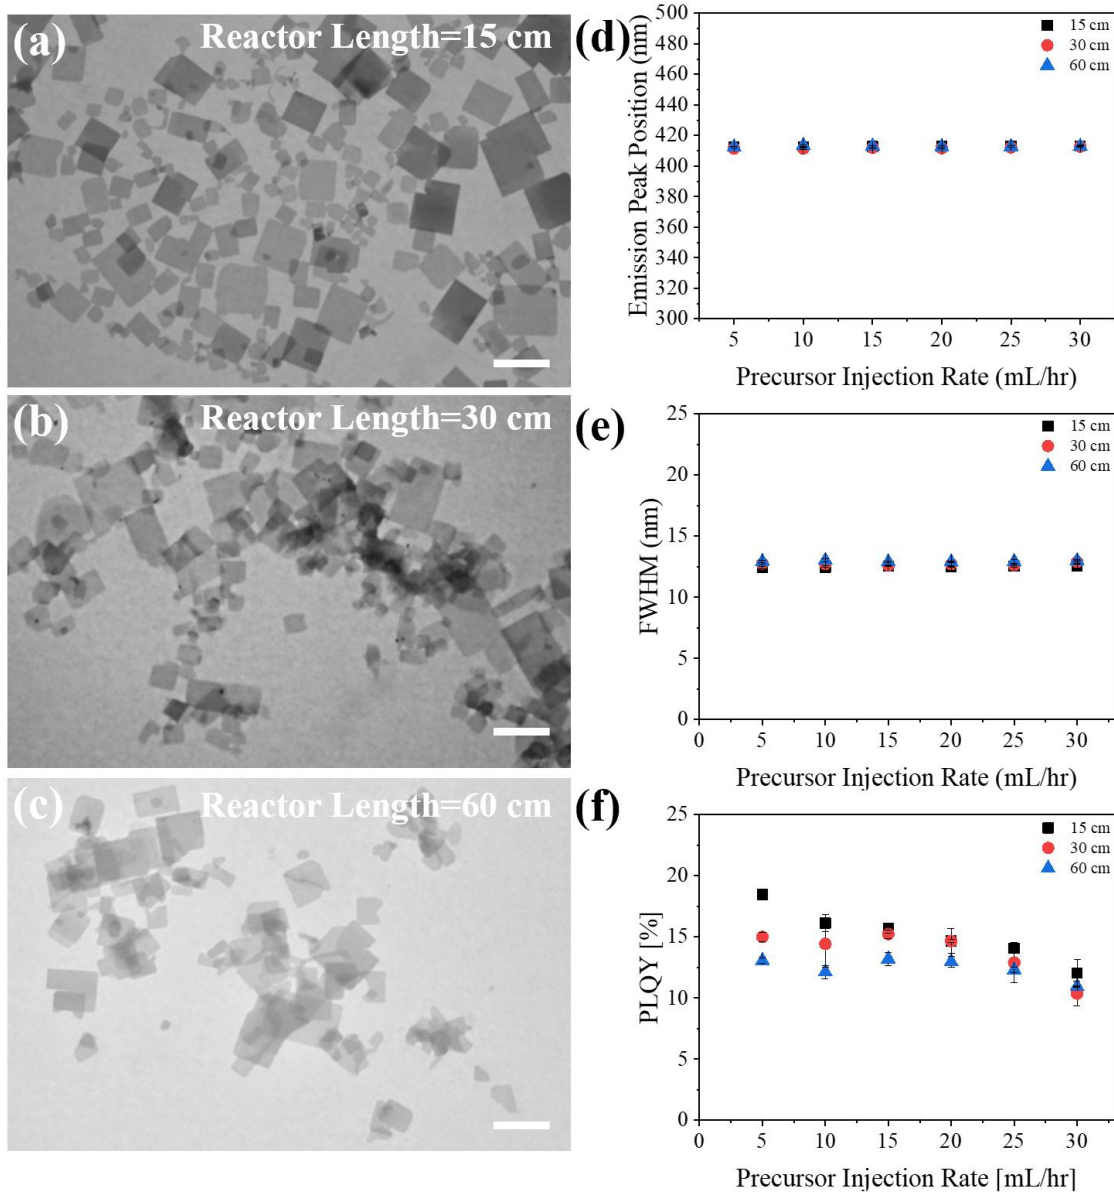 (a)
Reactor Length=15 cm
(b)
Reactor Length=30 cm
(c)
Reactor Length=60 cm
(d)
Emission Peak Position (nm)
500
480
460
440
420
400
380
360
340
320
300
5 10 15 20 25 30
Precursor Injection Rate (mL/hr)
15 cm
30 cm
60 cm
(e)
FWHM (nm)
25
20
15
10
5
0
0 5 10 15 20 25 30
Precursor Injection Rate (mL/hr)
15 cm
30 cm
60 cm
(f)
PLQY [%]
25
20
15
10
5
0
0 5 10 15 20 25 30
Precursor Injection Rate [mL/hr]
15 cm
30 cm
60 cm